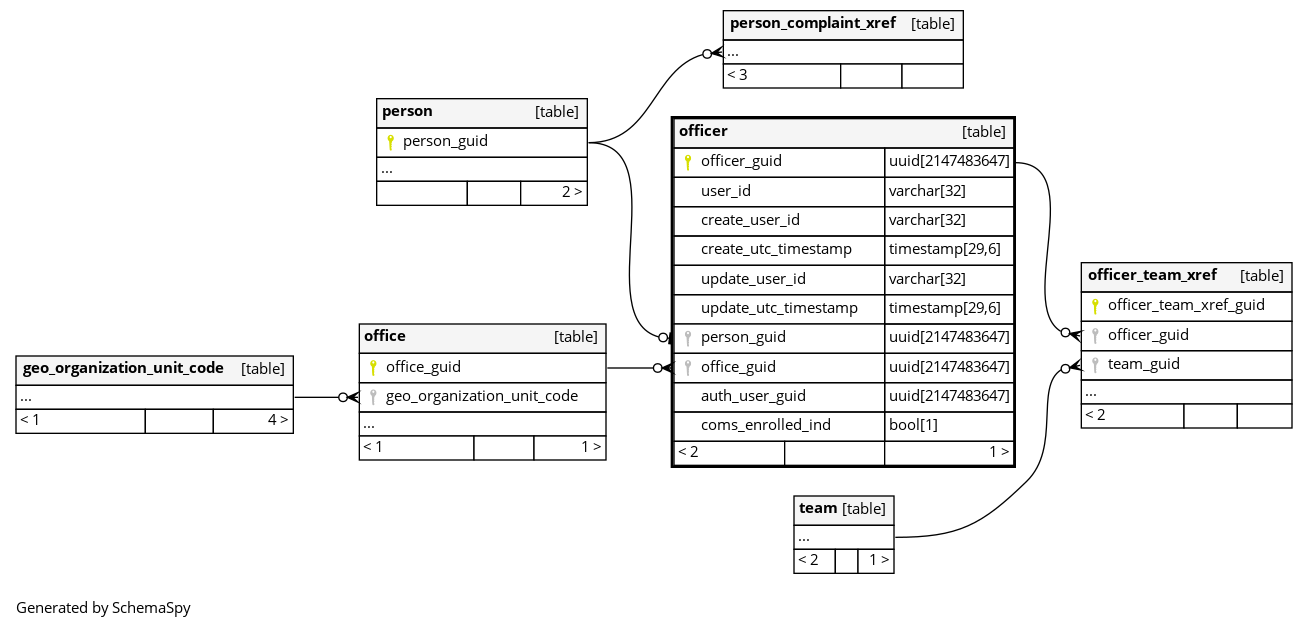 person_complaint_xref [table]
...
< 3
person [table]
person_guid
...
2 >
officer [table]
officer_guid uuid[2147483647]
user_id varchar[32]
create_user_id varchar[32]
create_utc_timestamp timestamp[29,6]
update_user_id varchar[32]
update_utc_timestamp timestamp[29,6]
person_guid uuid[2147483647]
office_guid uuid[2147483647]
auth_user_guid uuid[2147483647]
coms_enrolled_ind bool[1]
< 2 1 >
officer_team_xref [table]
officer_team_xref_guid
officer_guid
team_guid
...
< 2
office [table]
office_guid
geo_organization_unit_code
...
< 1 1 >
geo_organization_unit_code [table]
...
< 1 4 >
team [table]
...
< 2 1 >
Generated by SchemaSpy